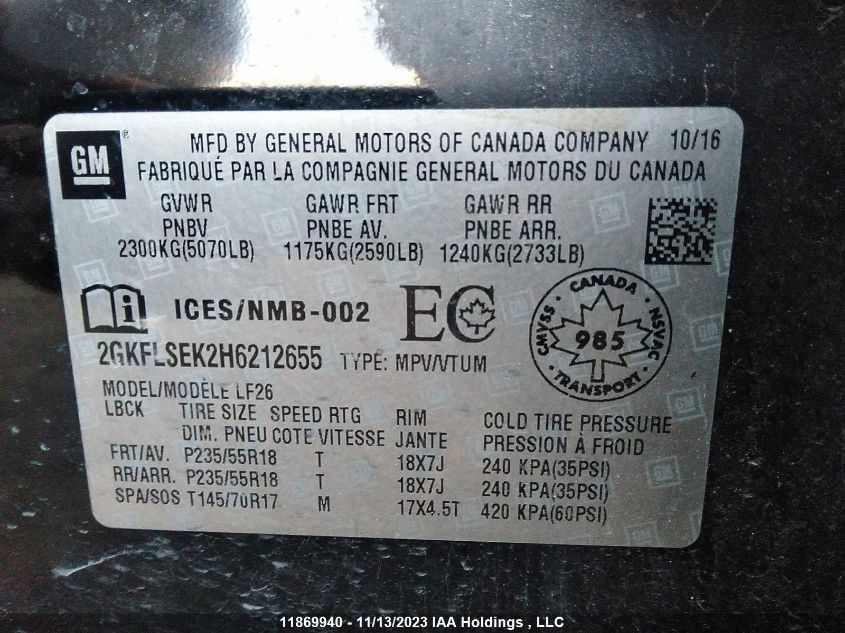 GM ® MFD BY GENERAL MOTORS OF CANADA COMPANY 10/16
FABRIQUÉ PAR LA COMPAGNIE GENERAL MOTORS DU CANADA
GVWR GAWR FRT GAWR RR
PNBV PNBE AV. PNBE ARR.
2300KG(5070LB) 1175KG(2590LB) 1240KG(2733LB)
ICES/NMB-002 EC
CANADA
CMVSS 985 NSVAC
TRANSPORT
2GKFLSEK2H6212655 TYPE: MPV/VTUM
MODEL/MODÈLE LF26
LBCK TIRE SIZE SPEED RTG RIM COLD TIRE PRESSURE
DIM. PNEU COTE VITESSE JANTE PRESSION À FROID
FRT/AV. P235/55R18 T 18X7J 240 KPA(35PSI)
RR/ARR. P235/55R18 T 18X7J 240 KPA(35PSI)
SPA/SOS T145/70R17 M 17X4.5T 420 KPA(60PSI)
11869940 - 11/13/2023 IAA Holdings , LLC